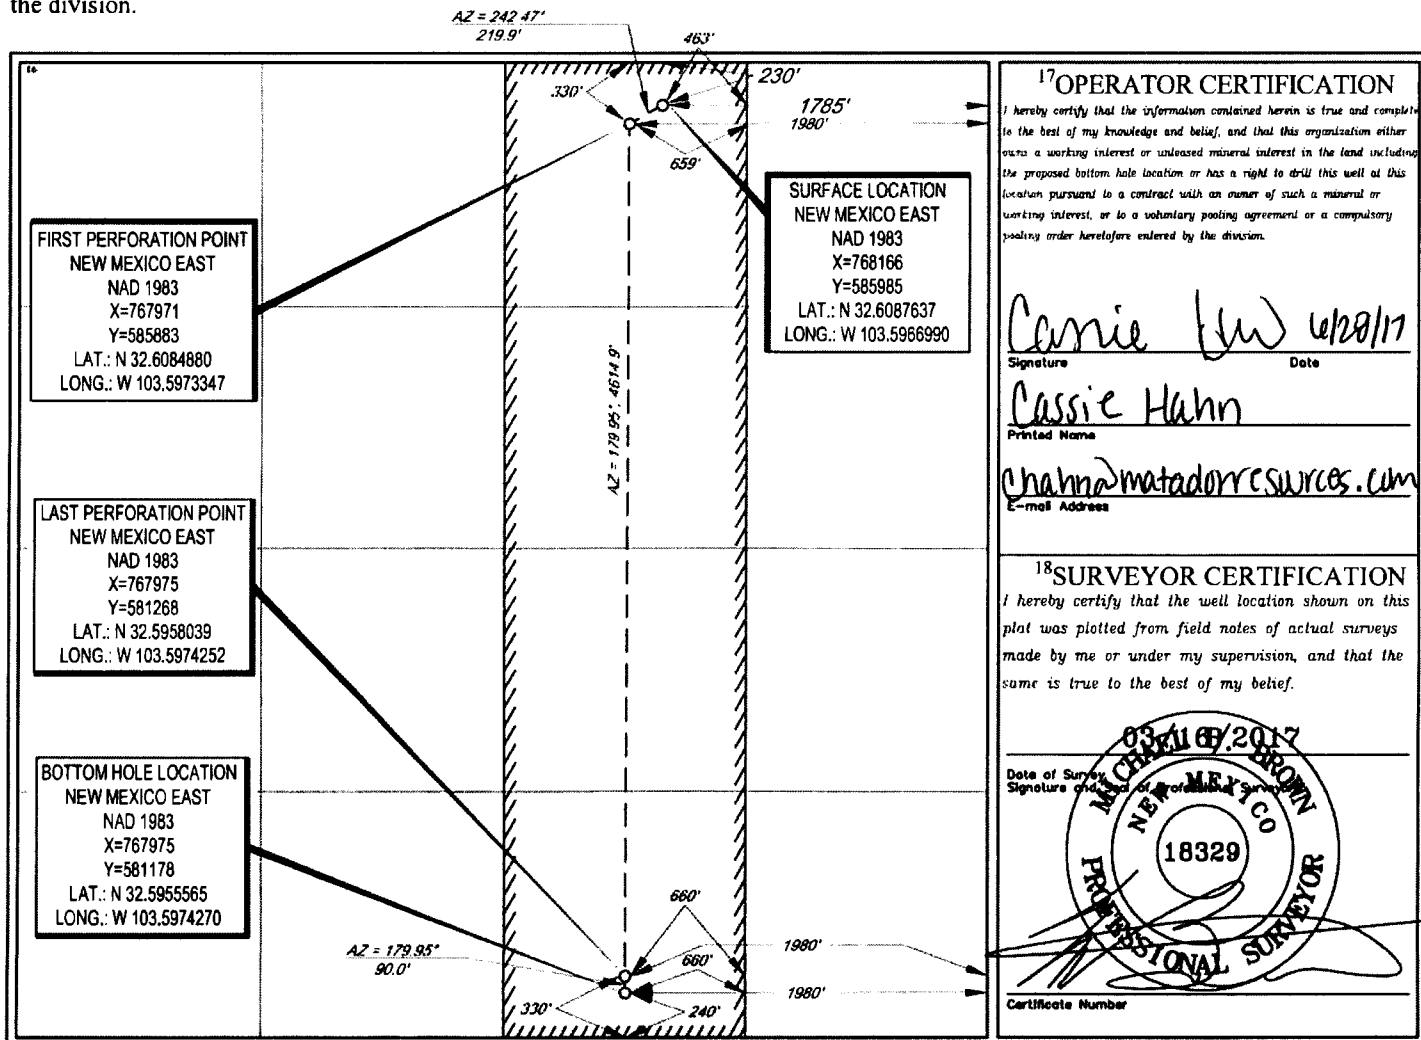 the division.
16
AZ = 242.47°
219.9'
463'
330'
230'
1785'
1980'
659'
SURFACE LOCATION
NEW MEXICO EAST
NAD 1983
X=768166
Y=585985
LAT.: N 32.6087637
LONG.: W 103.5966990
FIRST PERFORATION POINT
NEW MEXICO EAST
NAD 1983
X=767971
Y=585883
LAT.: N 32.6084880
LONG.: W 103.5973347
AZ = 179.95°, 4614.9'
LAST PERFORATION POINT
NEW MEXICO EAST
NAD 1983
X=767975
Y=581268
LAT.: N 32.5958039
LONG.: W 103.5974252
BOTTOM HOLE LOCATION
NEW MEXICO EAST
NAD 1983
X=767975
Y=581178
LAT.: N 32.5955565
LONG.: W 103.5974270
660'
AZ = 179.95°
90.0'
1980'
660'
1980'
330'
240'
17OPERATOR CERTIFICATION
I hereby certify that the information contained herein is true and complete
to the best of my knowledge and belief, and that this organization either
owns a working interest or unleased mineral interest in the land including
the proposed bottom hole location or has a right to drill this well at this
location pursuant to a contract with an owner of such a mineral or
working interest, or to a voluntary pooling agreement or a compulsory
pooling order heretofore entered by the division.
Cassie 6/28/17
Signature Date
Cassie Hahn
Printed Name
chahn@matadorresources.com
E-mail Address
18SURVEYOR CERTIFICATION
I hereby certify that the well location shown on this
plat was plotted from field notes of actual surveys
made by me or under my supervision, and that the
same is true to the best of my belief.
03/16/2017
Date of Survey
Signature and Seal of Professional Surveyor
MICHAEL B. BROWN
NEW MEXICO
18329
PROFESSIONAL SURVEYOR
Certificate Number